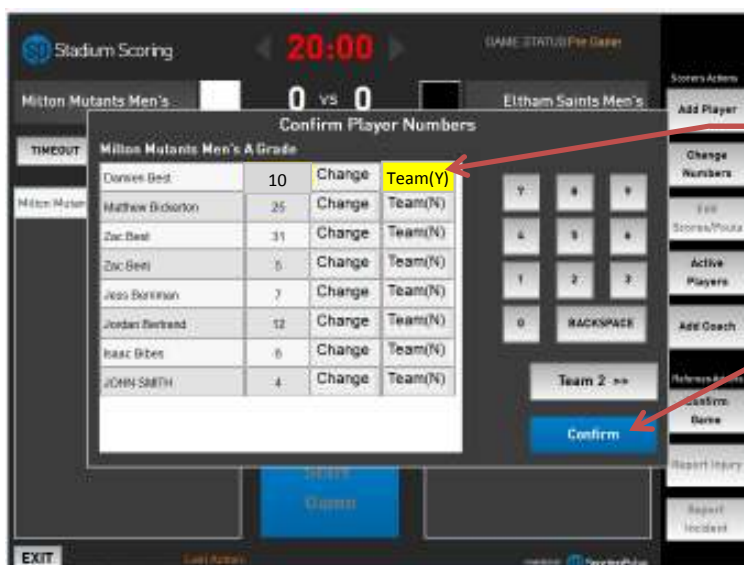 Stadium Scoring
20:00
GAME STATUS Pre Game
Milton Mutants Men's
0 vs 0
Eltham Saints Men's
Scorers Actions
Add Player
Change Numbers
Active Players
Add Coach
Confirm Game
Report Injury
Report Incident
TIMEOUT
Confirm Player Numbers
Milton Mutants Men's A Grade
Damien Best 10 Change Team(Y)
Matthew Bickerton 25 Change Team(N)
Zac Best 31 Change Team(N)
Zac Best 5 Change Team(N)
Jess Berriman 7 Change Team(N)
Jordan Bertrand 12 Change Team(N)
Isaac Bibes 6 Change Team(N)
JOHN SMITH 4 Change Team(N)
7 8 9
4 5 6
1 2 3
0 BACKSPACE
Team 2 >>
Confirm
Start
Game
EXIT